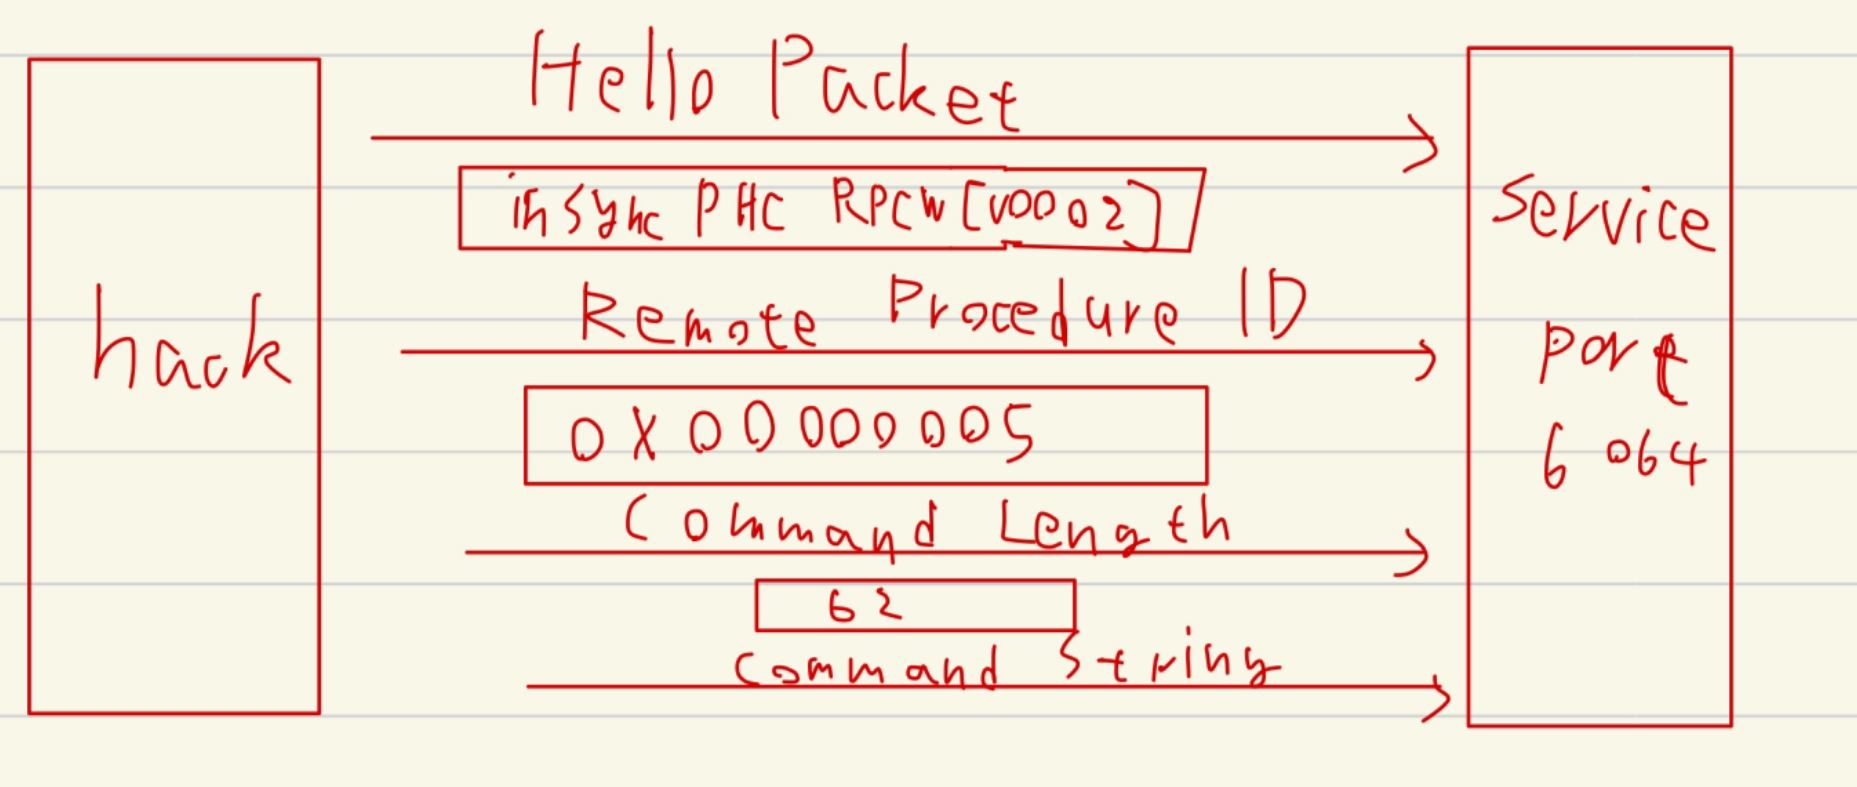 Hello Packet
inSync PHC RPCW[v0002]
Remote Procedure ID
0X00000005
Command Length
62
Command String
hack
Service
port
6064